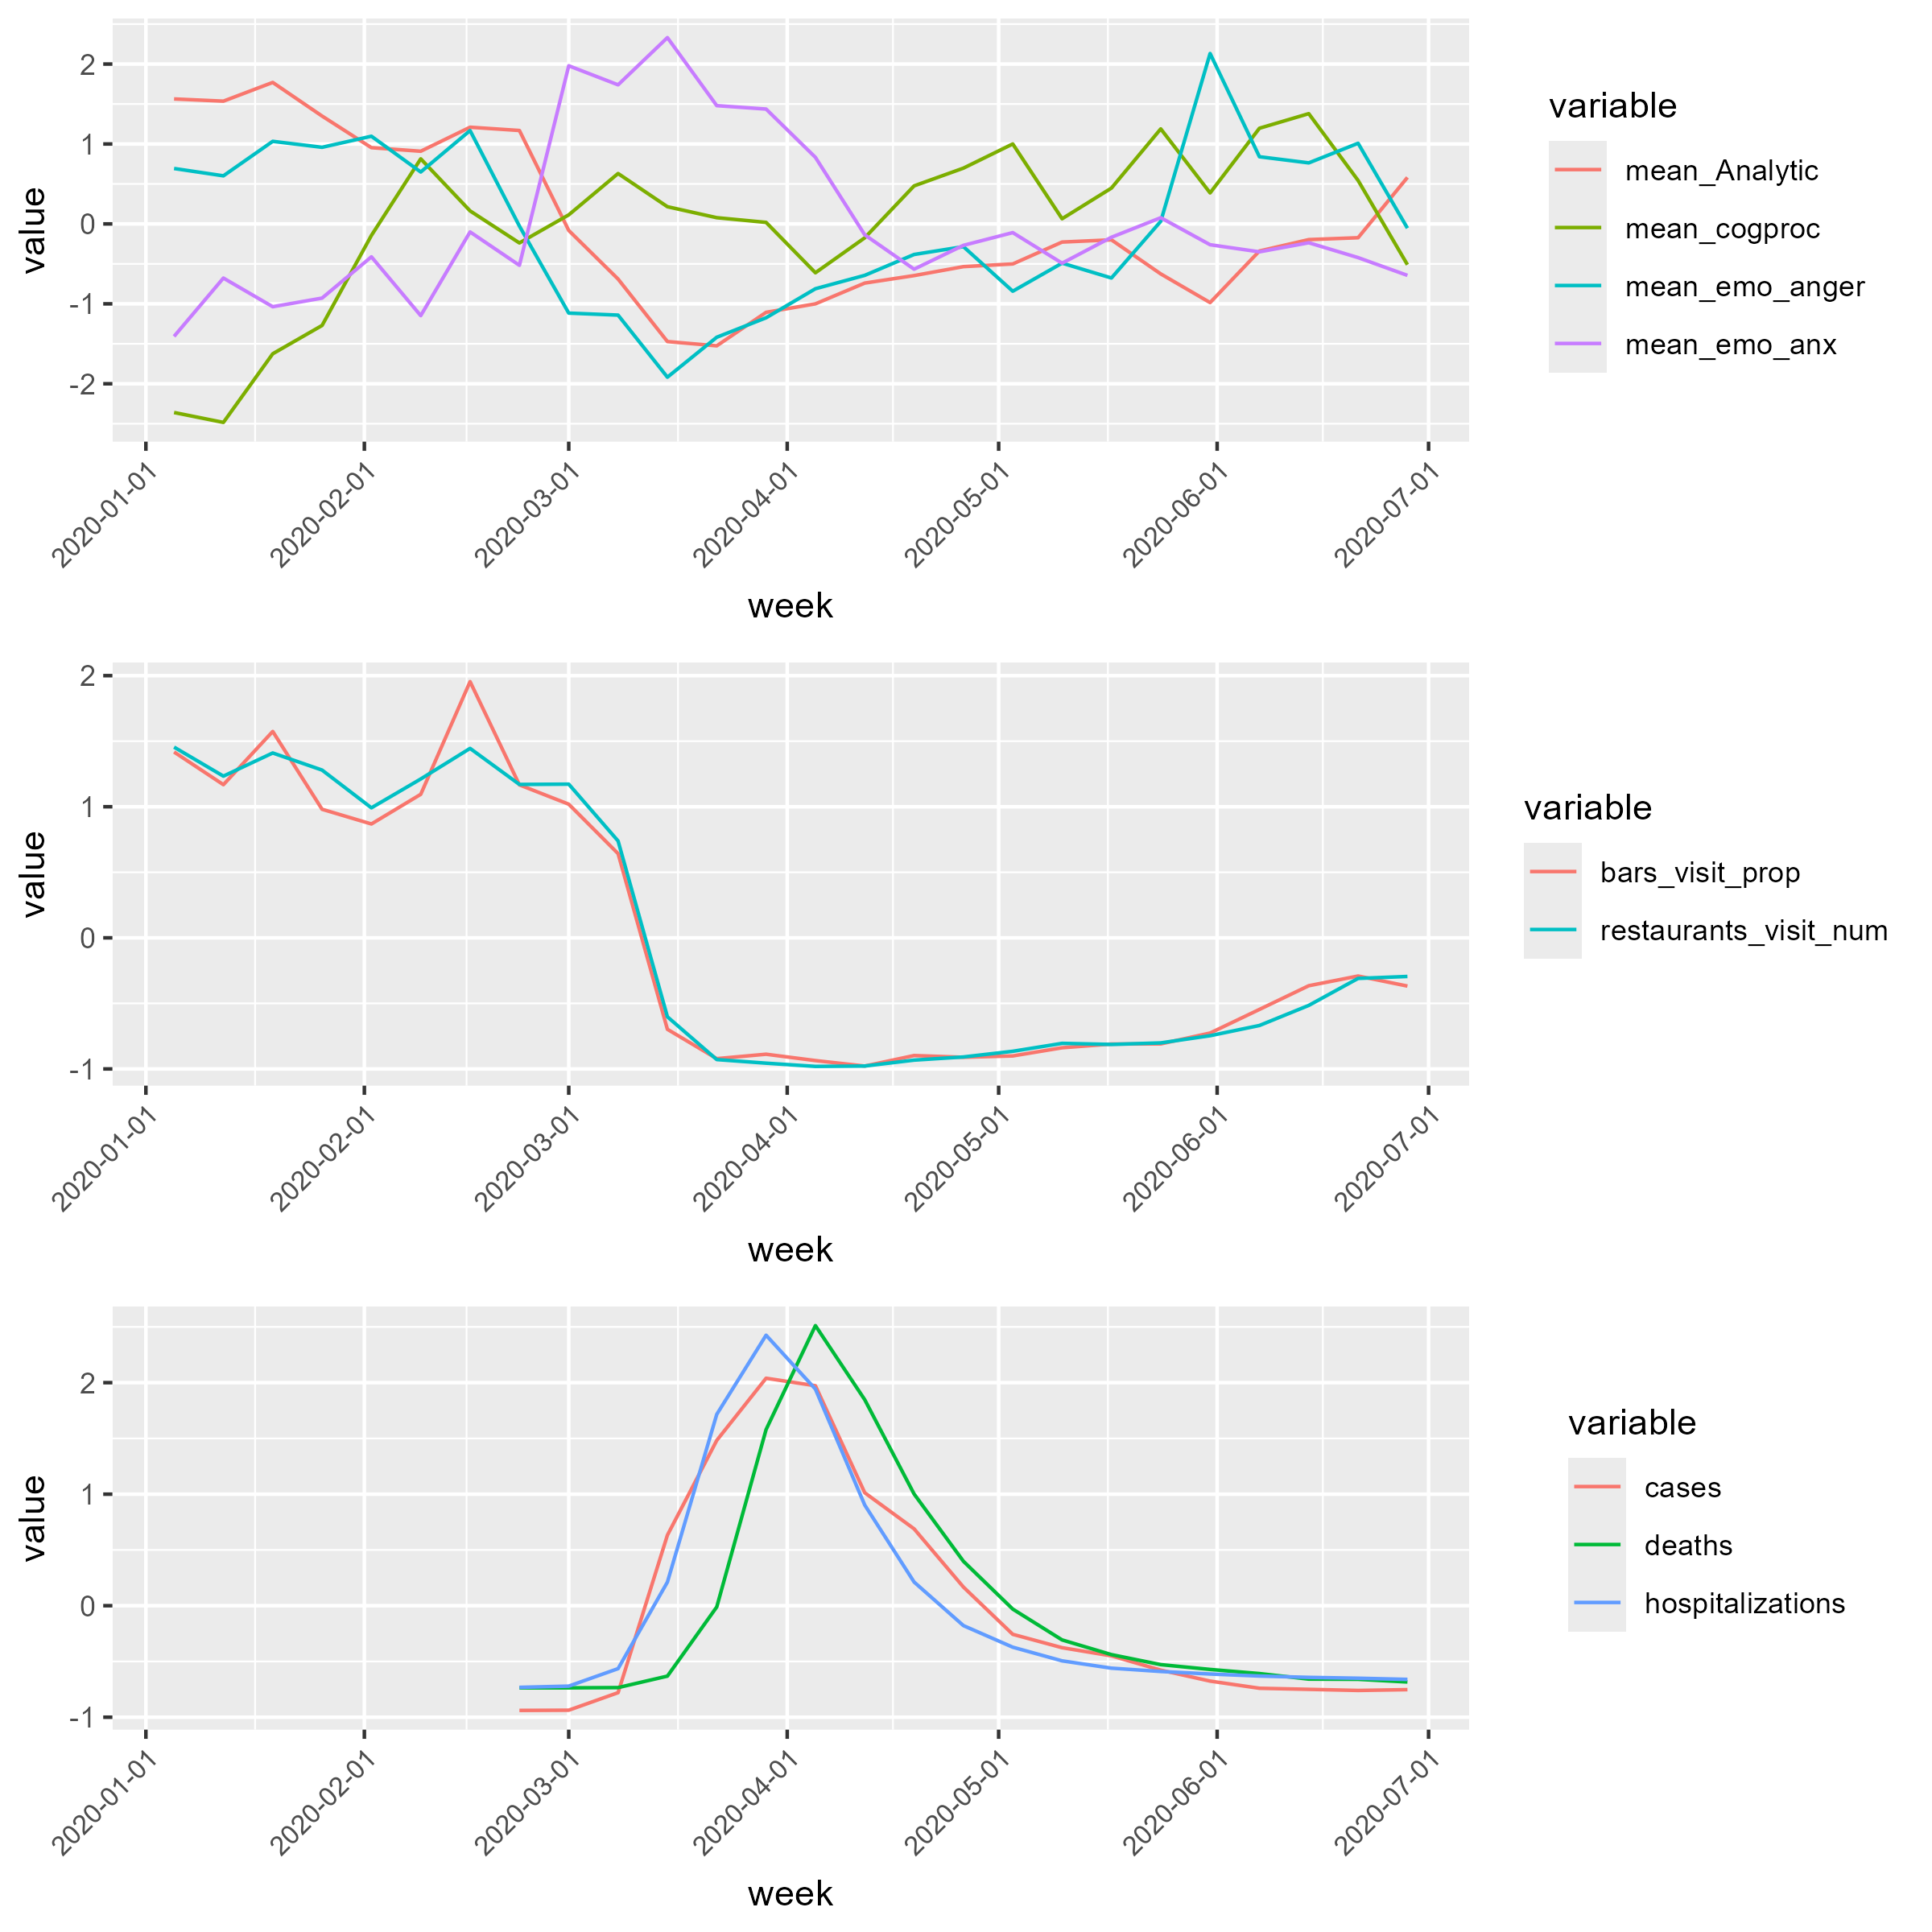 2
1
0
-1
-2
value
2020-01-01
2020-02-01
2020-03-01
2020-04-01
2020-05-01
2020-06-01
2020-07-01
week
variable
mean_Analytic
mean_cogproc
mean_emo_anger
mean_emo_anx
2
1
0
-1
value
2020-01-01
2020-02-01
2020-03-01
2020-04-01
2020-05-01
2020-06-01
2020-07-01
week
variable
bars_visit_prop
restaurants_visit_num
2
1
0
-1
value
2020-01-01
2020-02-01
2020-03-01
2020-04-01
2020-05-01
2020-06-01
2020-07-01
week
variable
cases
deaths
hospitalizations